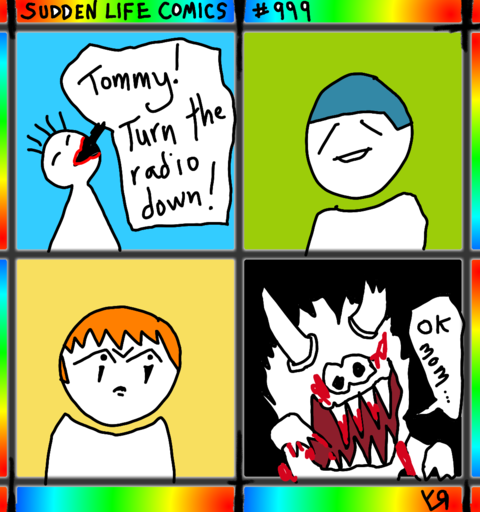 SUDDEN LIFE COMICS #999
Tommy!
Turn the
radio
down!
OK
mom...